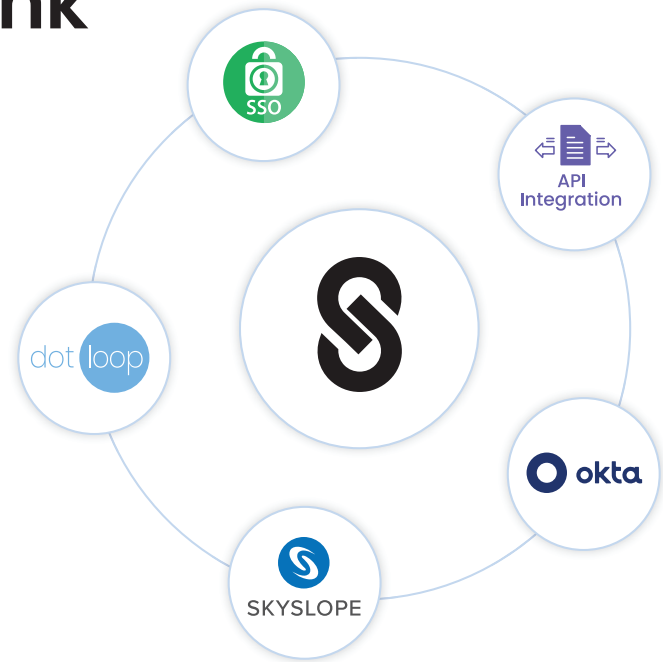 nk
SSO
API
Integration
dot loop
okta
SKYSLOPE